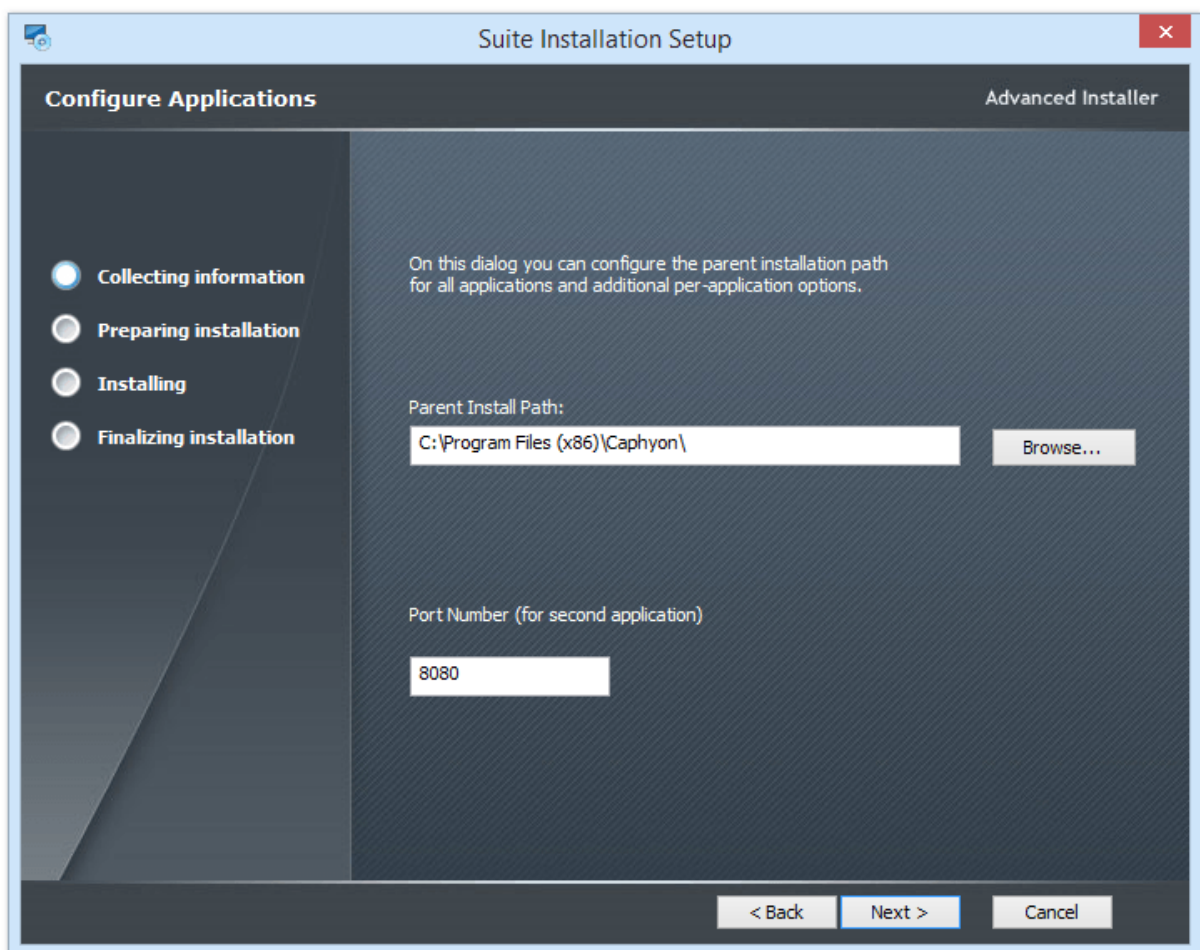 Suite Installation Setup
Configure Applications
Advanced Installer
Collecting information
Preparing installation
Installing
Finalizing installation
On this dialog you can configure the parent installation path
for all applications and additional per-application options.
Parent Install Path:
C:\Program Files (x86)\Caphyon\
Browse...
Port Number (for second application)
8080
< Back
Next >
Cancel